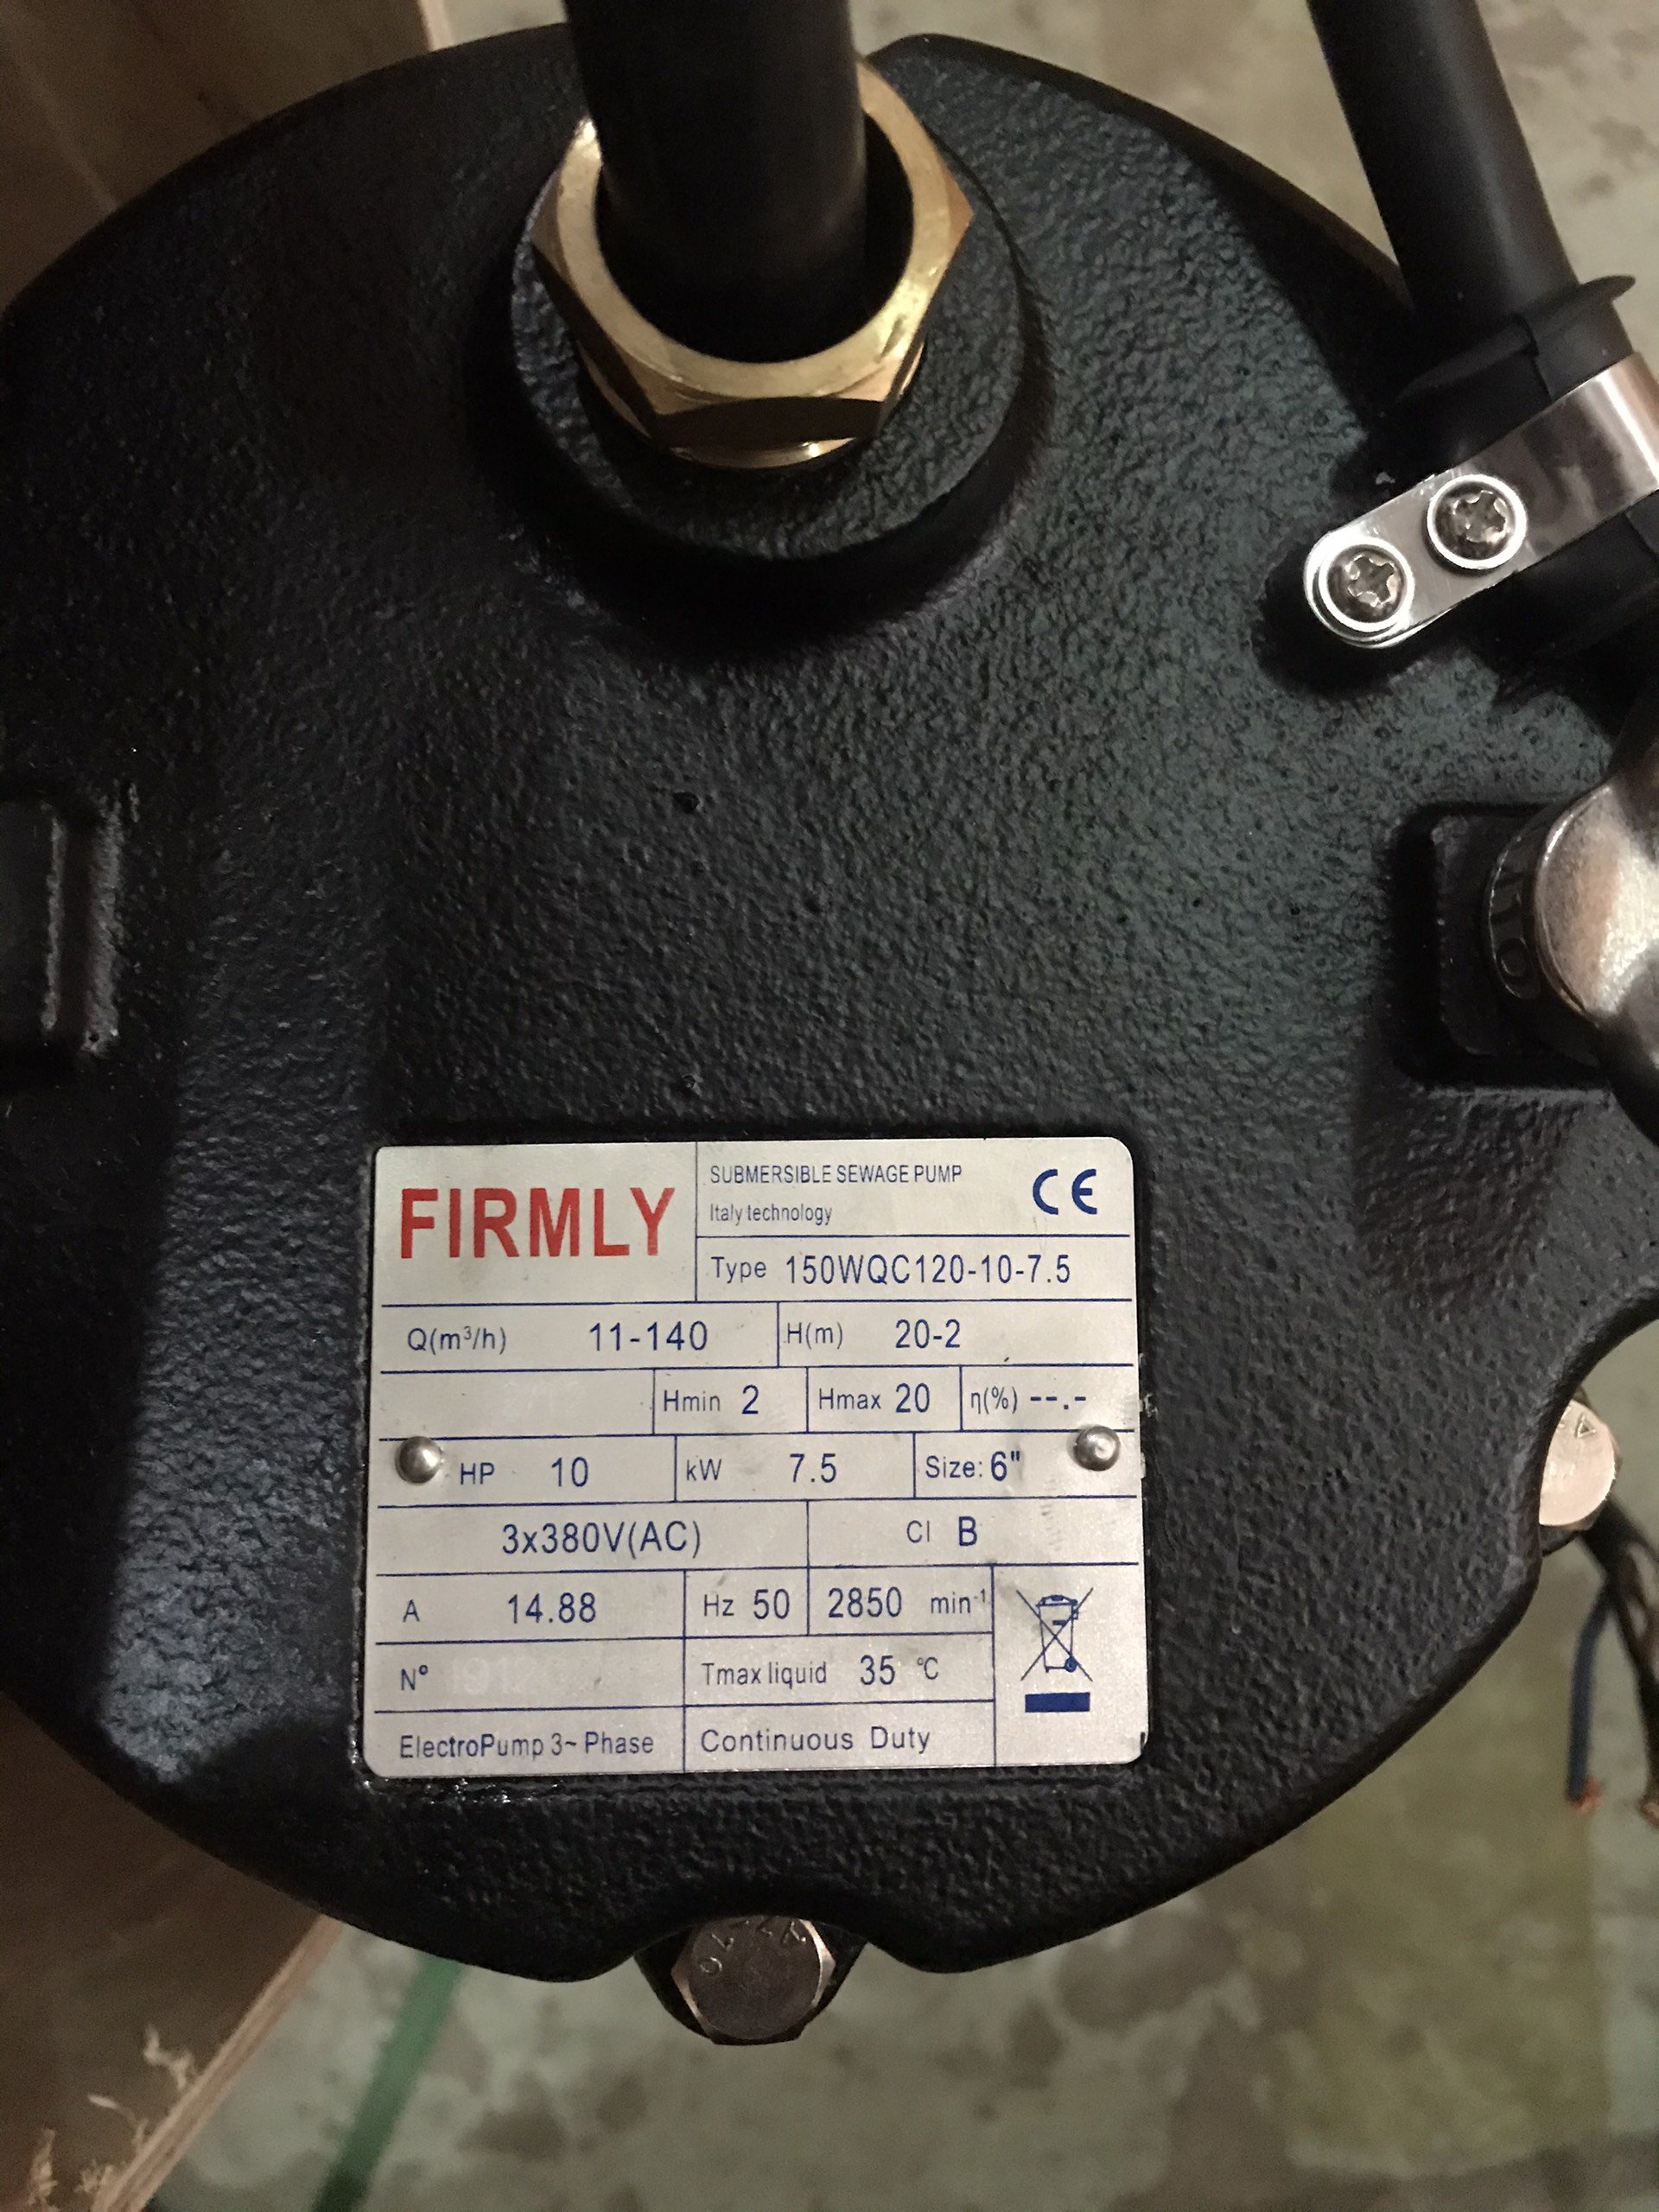 FIRMLY
SUBMERSIBLE SEWAGE PUMP
Italy technology
CE
Type 150WQC120-10-7.5
Q(m³/h) 11-140 H(m) 20-2
Hmin 2 Hmax 20 η(%) --.-
HP 10 kW 7.5 Size: 6"
3x380V(AC) Cl B
A 14.88 Hz 50 2850 min⁻¹
N° Tmax liquid 35 °C
ElectroPump 3~ Phase Continuous Duty